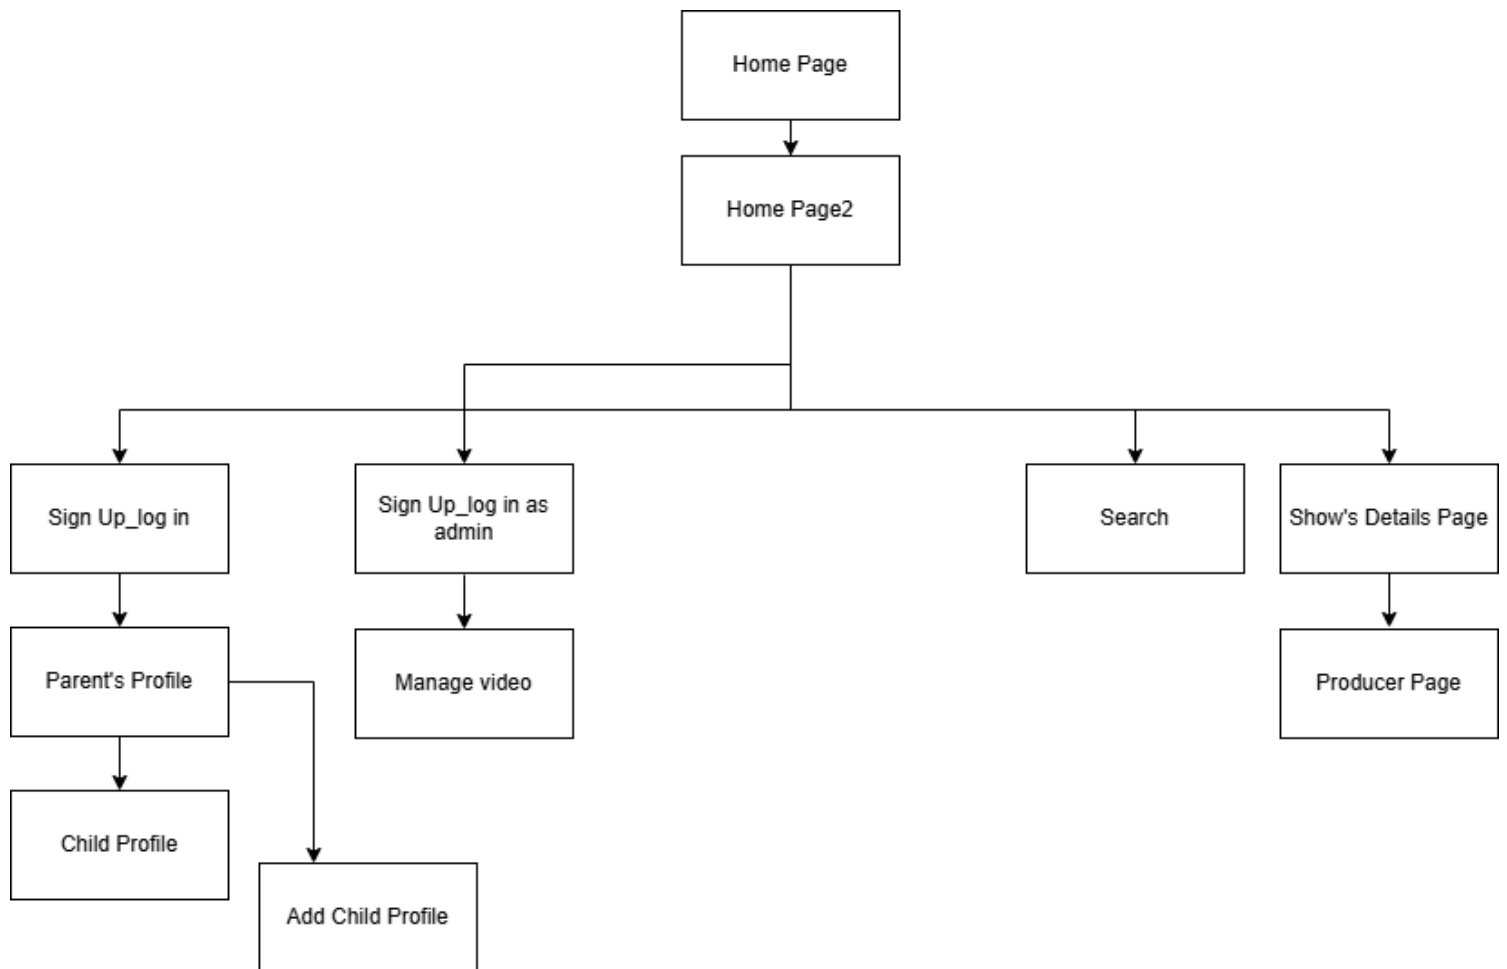 Home Page
Home Page2
Sign Up_log in
Sign Up_log in as
admin
Search
Show's Details Page
Parent's Profile
Manage video
Producer Page
Child Profile
Add Child Profile